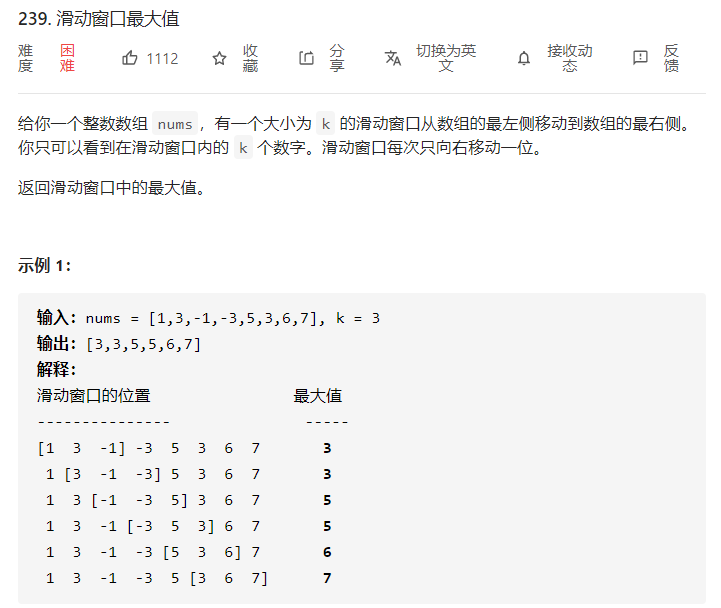 239. 滑动窗口最大值
难度 困难 1112 收藏 分享 切换为英文 接收动态 反馈
给你一个整数数组 nums，有一个大小为 k 的滑动窗口从数组的最左侧移动到数组的最右侧。
你只可以看到在滑动窗口内的 k 个数字。滑动窗口每次只向右移动一位。
返回滑动窗口中的最大值。
示例 1：
输入：nums = [1,3,-1,-3,5,3,6,7], k = 3
输出：[3,3,5,5,6,7]
解释：
滑动窗口的位置                最大值
---------------               -----
[1  3  -1] -3  5  3  6  7       3
 1 [3  -1  -3] 5  3  6  7       3
 1  3 [-1  -3  5] 3  6  7       5
 1  3  -1 [-3  5  3] 6  7       5
 1  3  -1  -3 [5  3  6] 7       6
 1  3  -1  -3  5 [3  6  7]      7